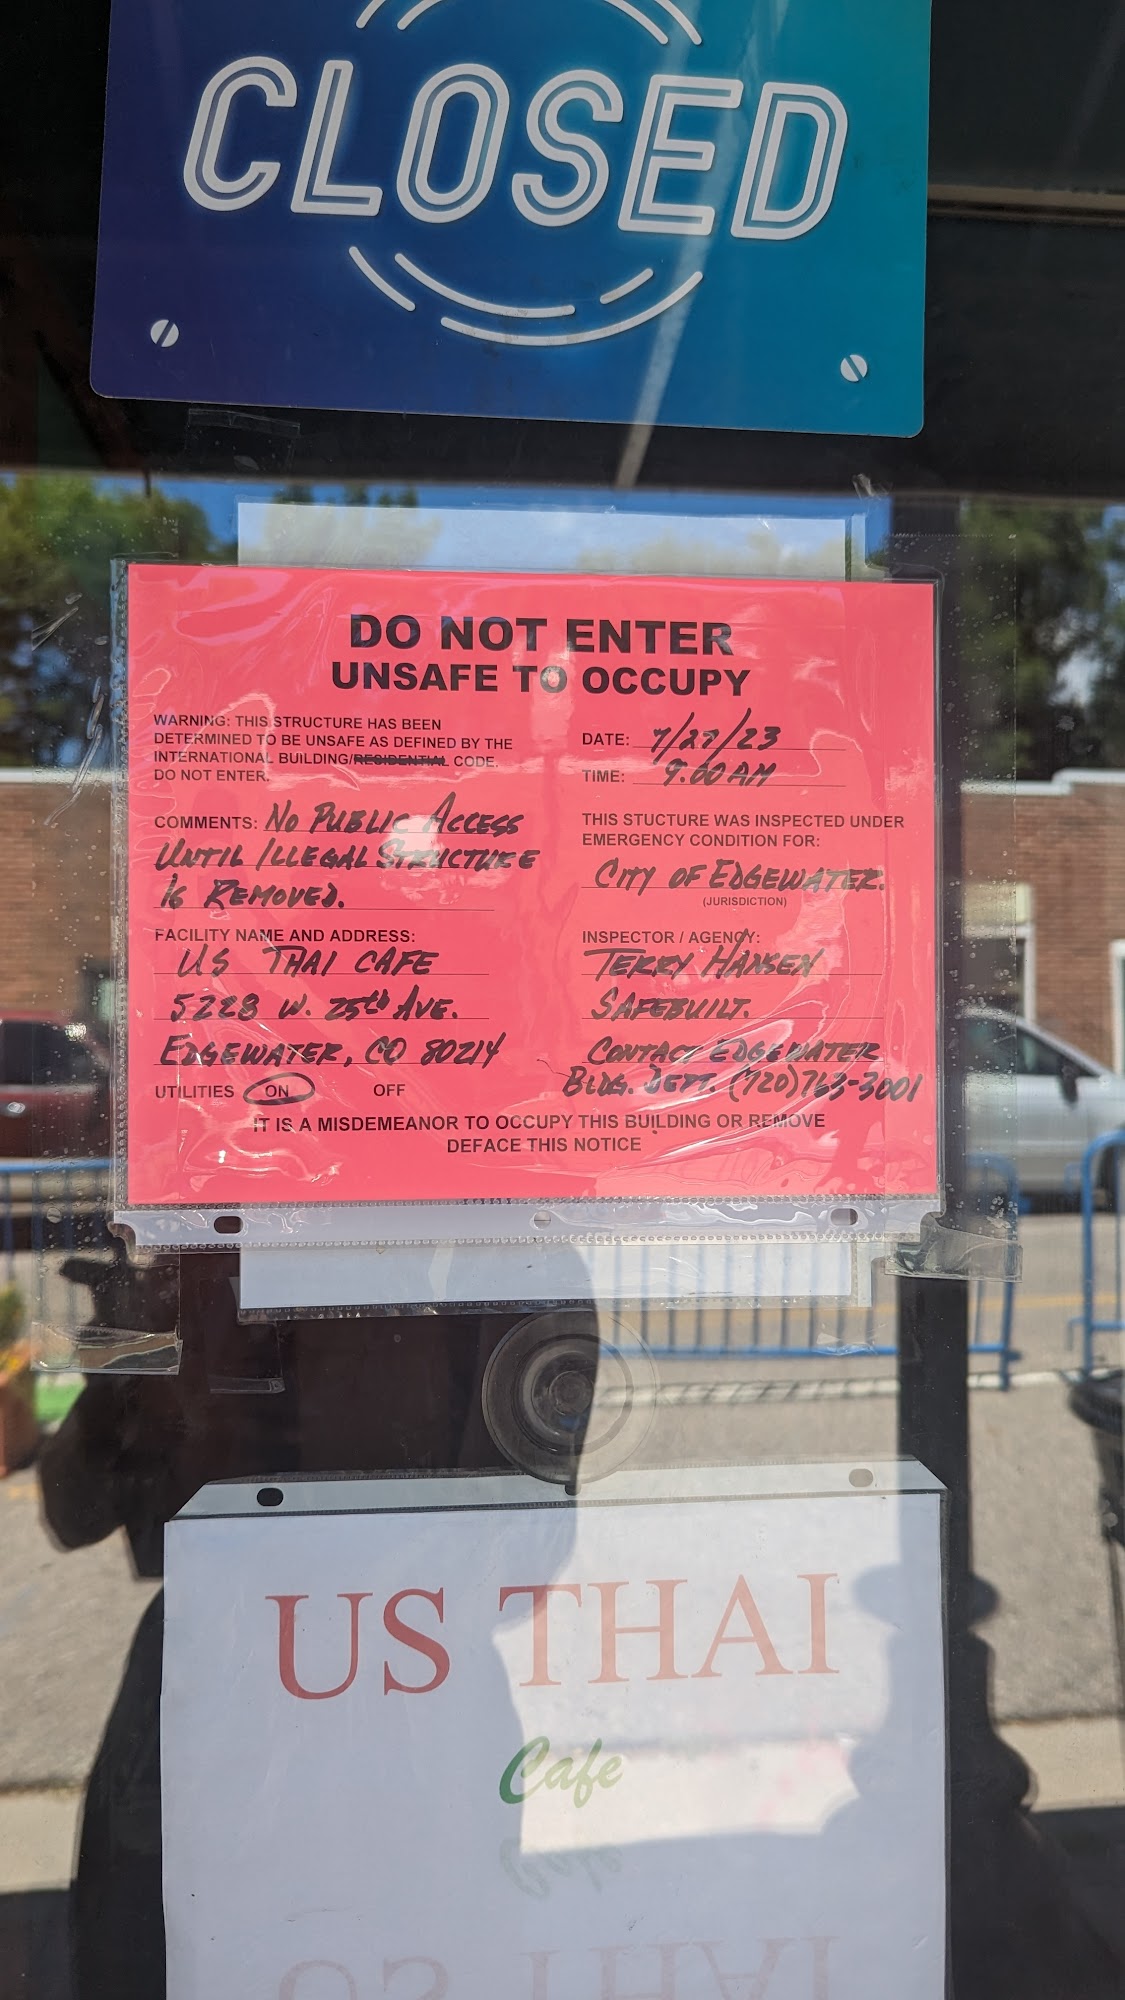 CLOSED
DO NOT ENTER
UNSAFE TO OCCUPY
WARNING: THIS STRUCTURE HAS BEEN
DETERMINED TO BE UNSAFE AS DEFINED BY THE
INTERNATIONAL BUILDING/RESIDENTIAL CODE.
DO NOT ENTER.
COMMENTS: NO PUBLIC ACCESS
UNTIL ILLEGAL STRUCTURE
IS REMOVED.
FACILITY NAME AND ADDRESS:
US THAI CAFE
5228 W. 25th AVE.
EDGEWATER, CO 80214
UTILITIES ON OFF
DATE: 7/27/23
TIME: 9:00 AM
THIS STUCTURE WAS INSPECTED UNDER
EMERGENCY CONDITION FOR:
CITY OF EDGEWATER.
(JURISDICTION)
INSPECTOR / AGENCY:
TERRY HANSEN
SAFEBUILT.
CONTACT EDGEWATER
BLDG. DEPT. (720)763-3001
IT IS A MISDEMEANOR TO OCCUPY THIS BUILDING OR REMOVE
DEFACE THIS NOTICE
US THAI
Cafe